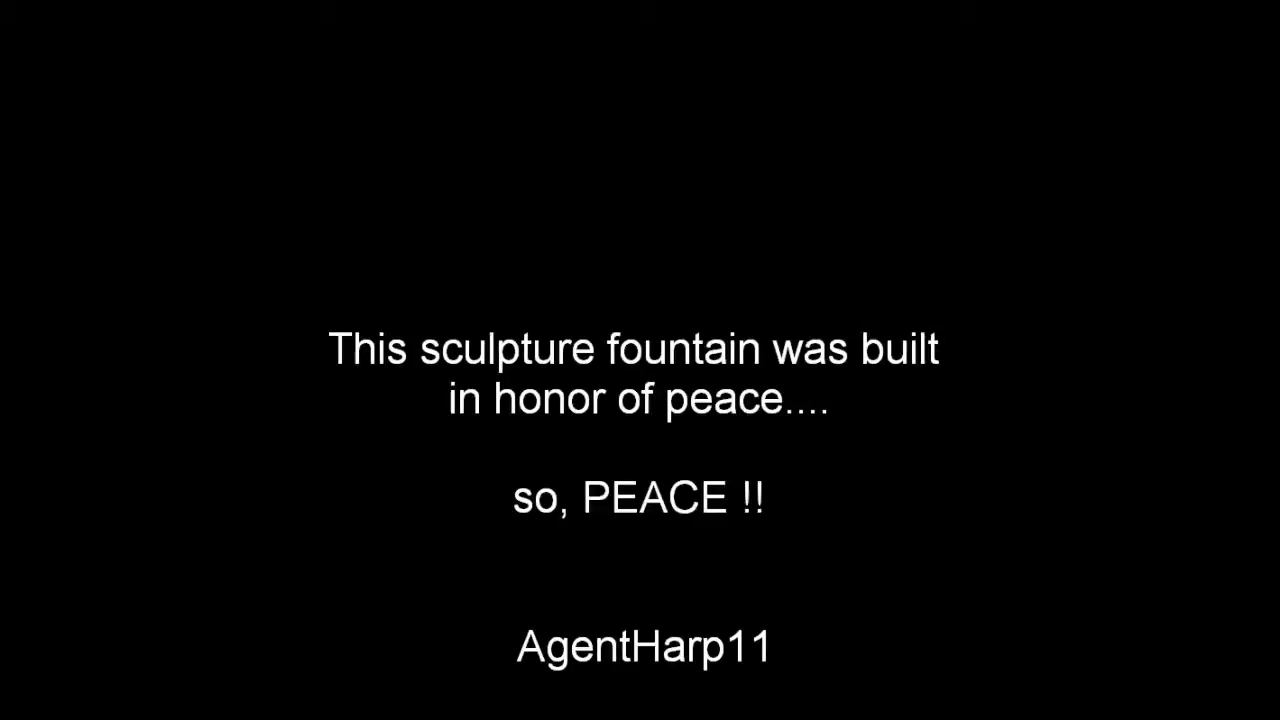 This sculpture fountain was built
in honor of peace....
so, PEACE !!
AgentHarp11